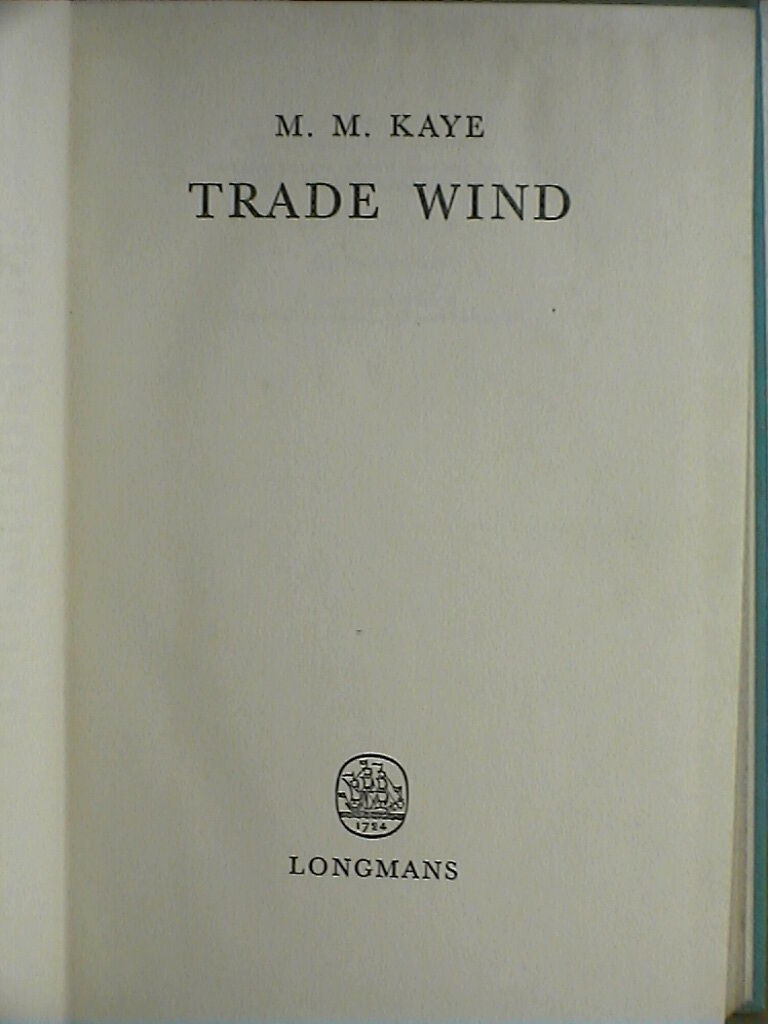 M. M. KAYE
TRADE WIND
1724
LONGMANS